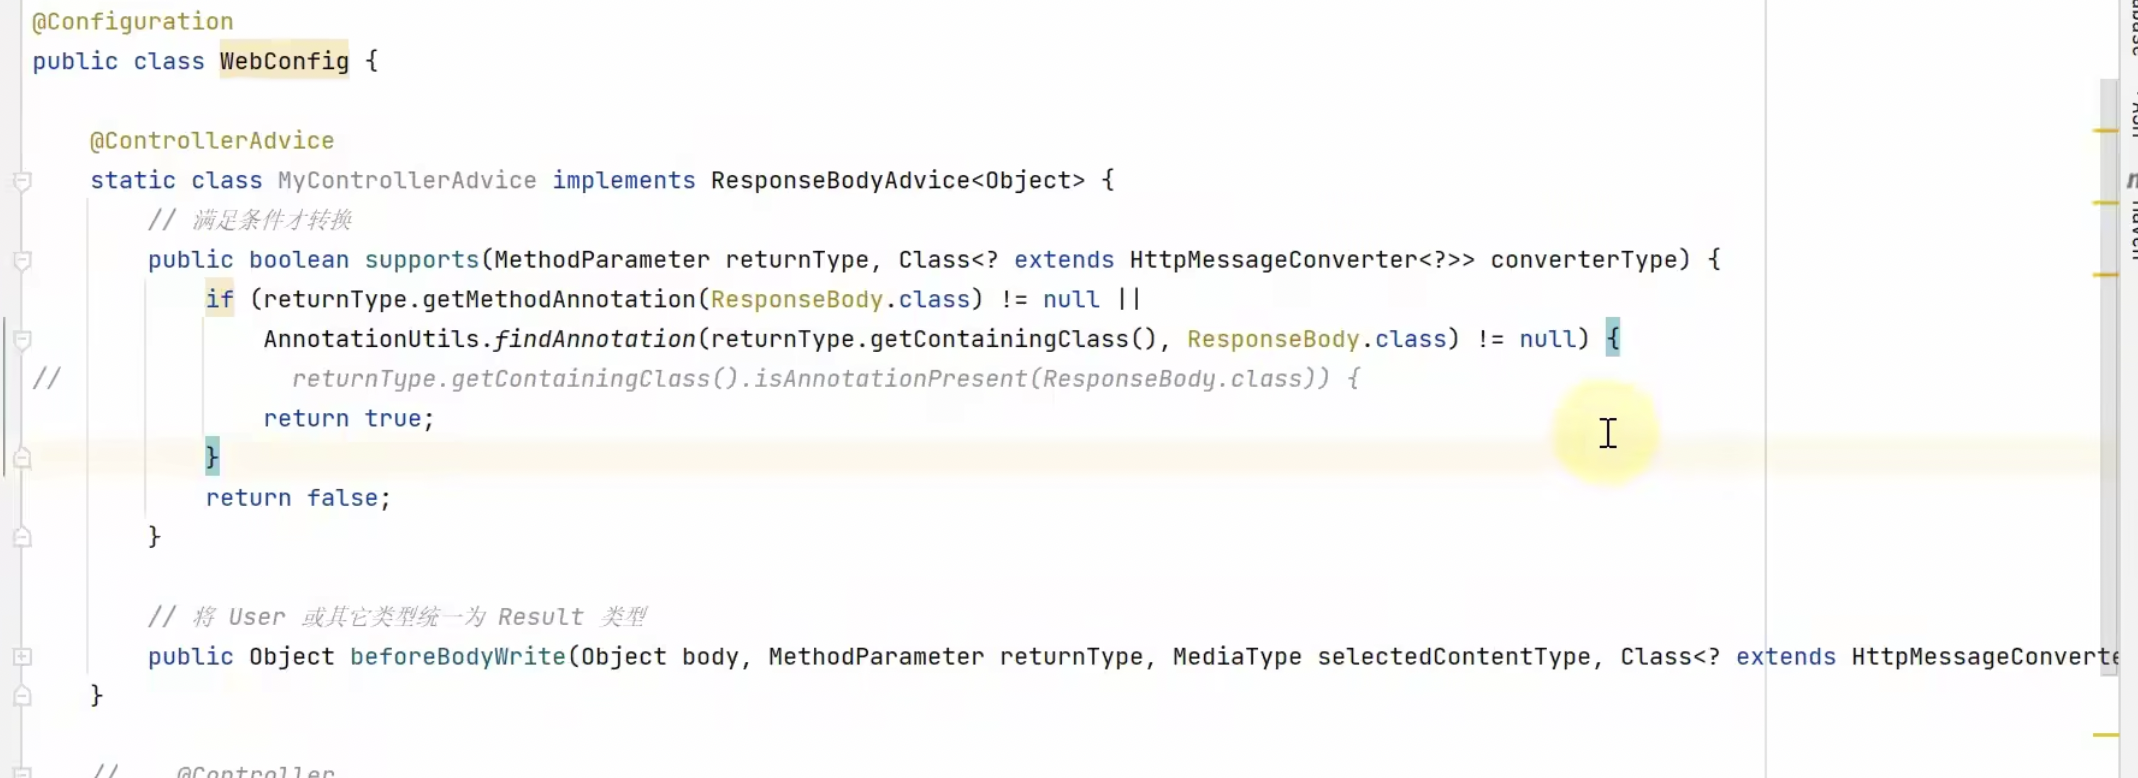 @Configuration
public class WebConfig {
@ControllerAdvice
static class MyControllerAdvice implements ResponseBodyAdvice<Object> {
// 满足条件才转换
public boolean supports(MethodParameter returnType, Class<? extends HttpMessageConverter<?>> converterType) {
if (returnType.getMethodAnnotation(ResponseBody.class) != null ||
AnnotationUtils.findAnnotation(returnType.getContainingClass(), ResponseBody.class) != null) {
// returnType.getContainingClass().isAnnotationPresent(ResponseBody.class)) {
return true;
}
return false;
}
// 将 User 或其它类型统一为 Result 类型
public Object beforeBodyWrite(Object body, MethodParameter returnType, MediaType selectedContentType, Class<? extends HttpMessageConverte
}
// @Controller